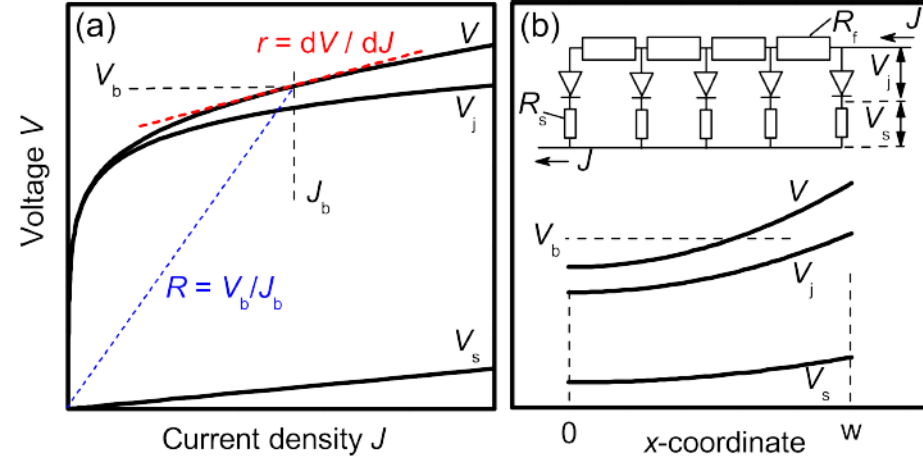 (a)
r = dV / dJ
V
V_b
V_j
J_b
R = V_b/J_b
V_s
Voltage V
Current density J
(b)
R_f
J
V_j
R_s
V_s
J
V
V_b
V_j
V_s
0
w
x-coordinate